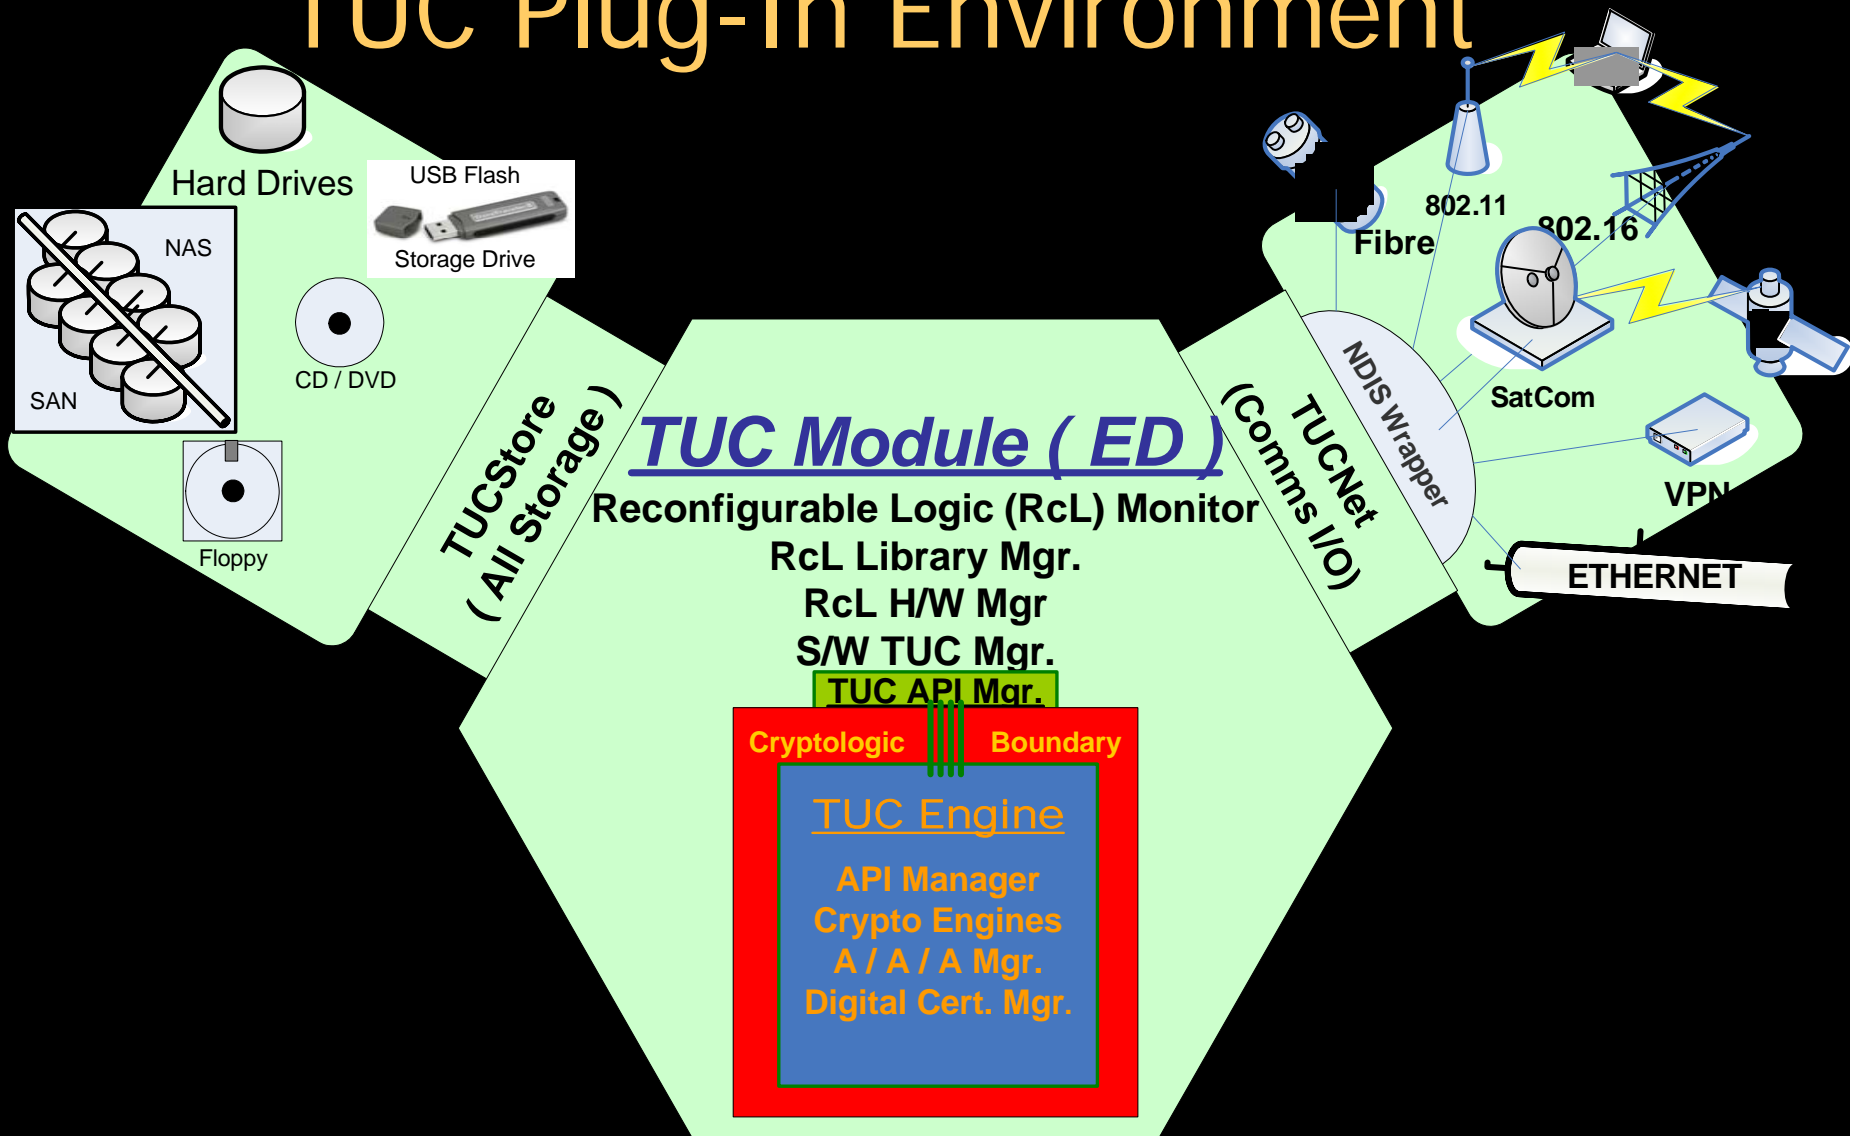 TUC Plug-In Environment
Hard Drives
USB Flash
Storage Drive
NAS
SAN
CD / DVD
Floppy
TUCStore
( All Storage )
TUC Module ( ED )
Reconfigurable Logic (RcL) Monitor
RcL Library Mgr.
RcL H/W Mgr
S/W TUC Mgr.
TUC API Mgr.
Cryptologic Boundary
TUC Engine
API Manager
Crypto Engines
A / A / A Mgr.
Digital Cert. Mgr.
TUCNet
(Comms I/O)
NDIS Wrapper
Fibre
802.11
802.16
SatCom
VPN
ETHERNET